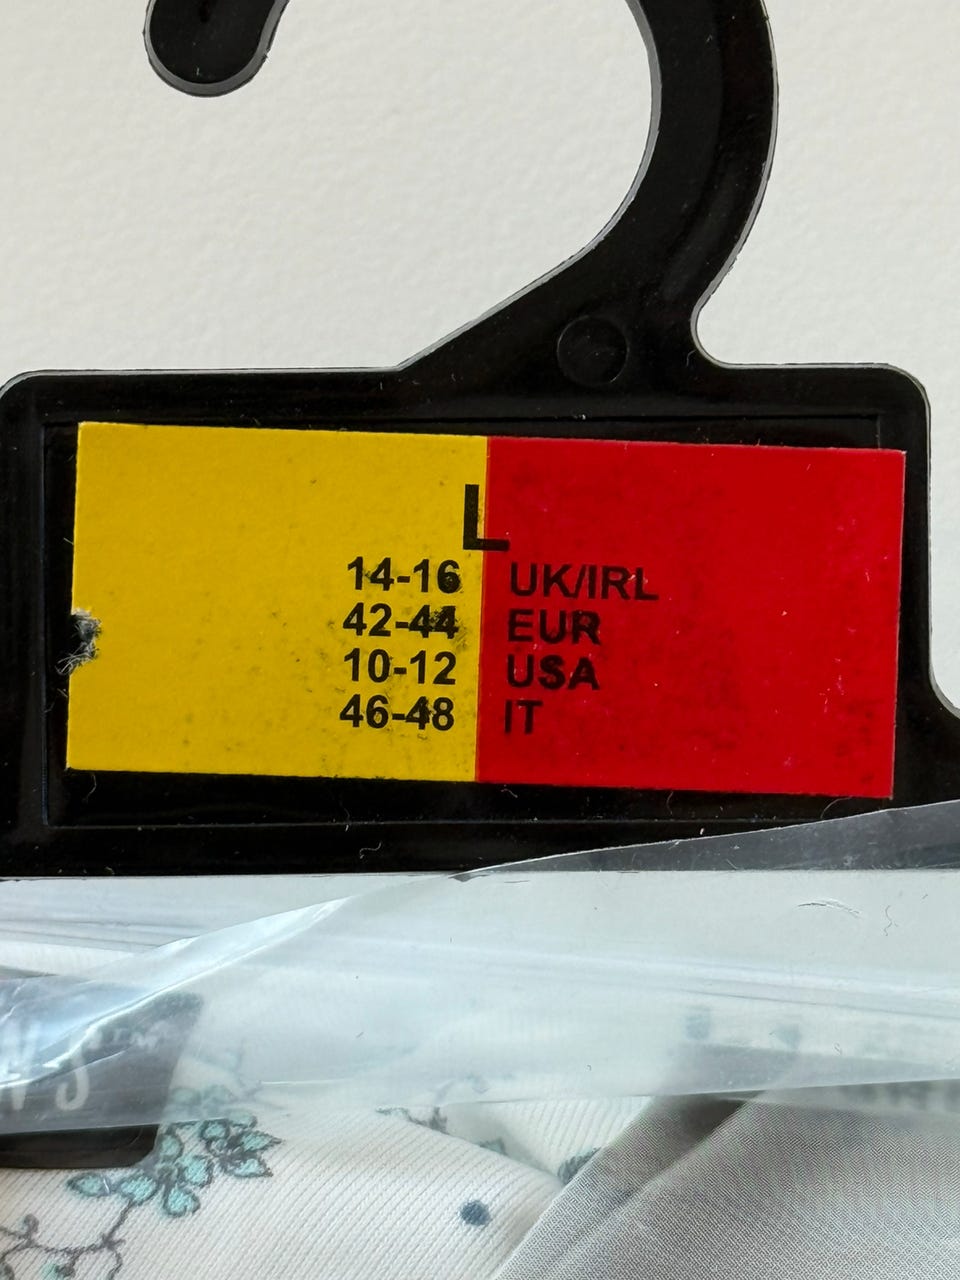 L
14-16 UK/IRL
42-44 EUR
10-12 USA
46-48 IT